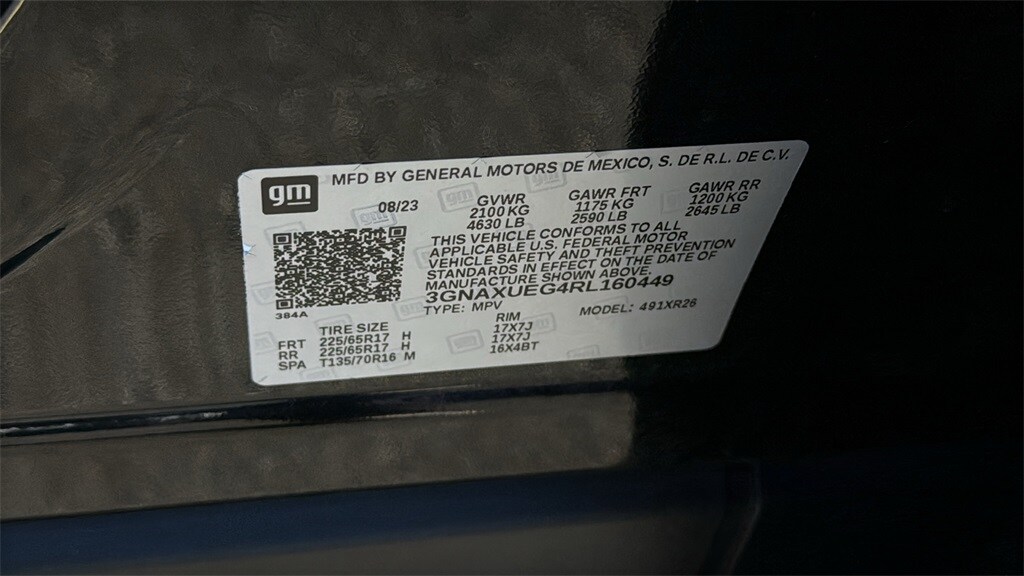 gm MFD BY GENERAL MOTORS DE MEXICO, S. DE R.L. DE C.V.
08/23 GVWR GAWR FRT GAWR RR
2100 KG 1175 KG 1200 KG
4630 LB 2590 LB 2645 LB
THIS VEHICLE CONFORMS TO ALL
APPLICABLE U.S. FEDERAL MOTOR
VEHICLE SAFETY AND THEFT PREVENTION
STANDARDS IN EFFECT ON THE DATE OF
MANUFACTURE SHOWN ABOVE.
3GNAXUEG4RL160449
384A TYPE: MPV MODEL: 491XR26
TIRE SIZE RIM
FRT 225/65R17 H 17X7J
RR 225/65R17 H 17X7J
SPA T135/70R16 M 16X4BT